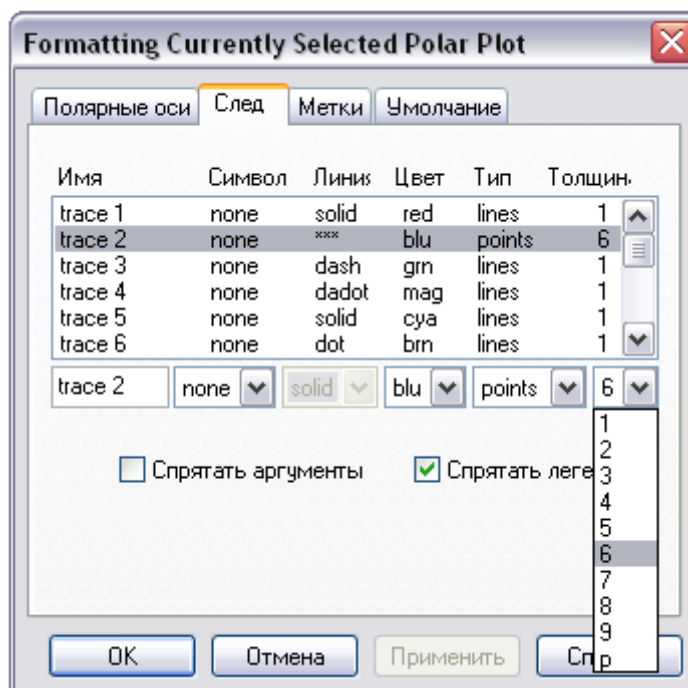 Formatting Currently Selected Polar Plot
Полярные оси След Метки Умолчание
Имя Символ Линия Цвет Тип Толщин
trace 1 none solid red lines 1
trace 2 none *** blu points 6
trace 3 none dash grn lines 1
trace 4 none dadot mag lines 1
trace 5 none solid cya lines 1
trace 6 none dot brn lines 1
trace 2 none solid blu points 6
1
2
Спрятать аргументы Спрятать леге 3
4
5
6
7
8
9
p
OK Отмена Применить Сп